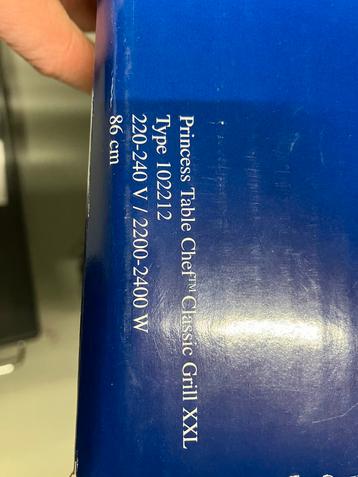 Princess Table Chef™ Classic Grill XXL
Type 102212
220-240 V / 2200-2400 W
86 cm